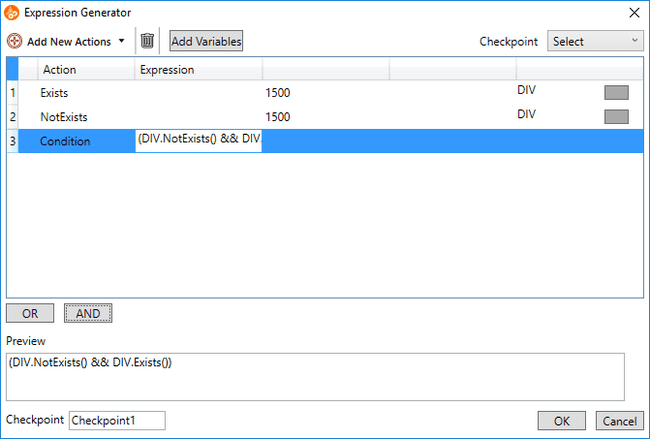 Expression Generator
Add New Actions Add Variables Checkpoint Select
Action Expression
1 Exists 1500 DIV
2 NotExists 1500 DIV
3 Condition (DIV.NotExists() && DIV.
OR AND
Preview
(DIV.NotExists() && DIV.Exists())
Checkpoint Checkpoint1 OK Cancel